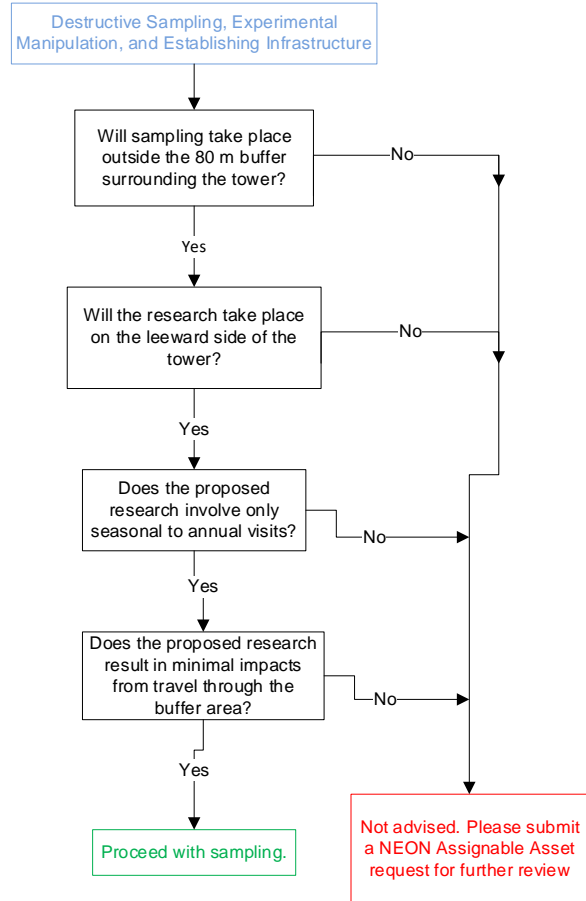 Destructive Sampling, Experimental
Manipulation, and Establishing Infrastructure
Will sampling take place
outside the 80 m buffer
surrounding the tower?
No
Yes
Will the research take place
on the leeward side of the
tower?
No
Yes
Does the proposed
research involve only
seasonal to annual visits?
No
Yes
Does the proposed research
result in minimal impacts
from travel through the
buffer area?
No
Yes
Proceed with sampling.
Not advised. Please submit
a NEON Assignable Asset
request for further review